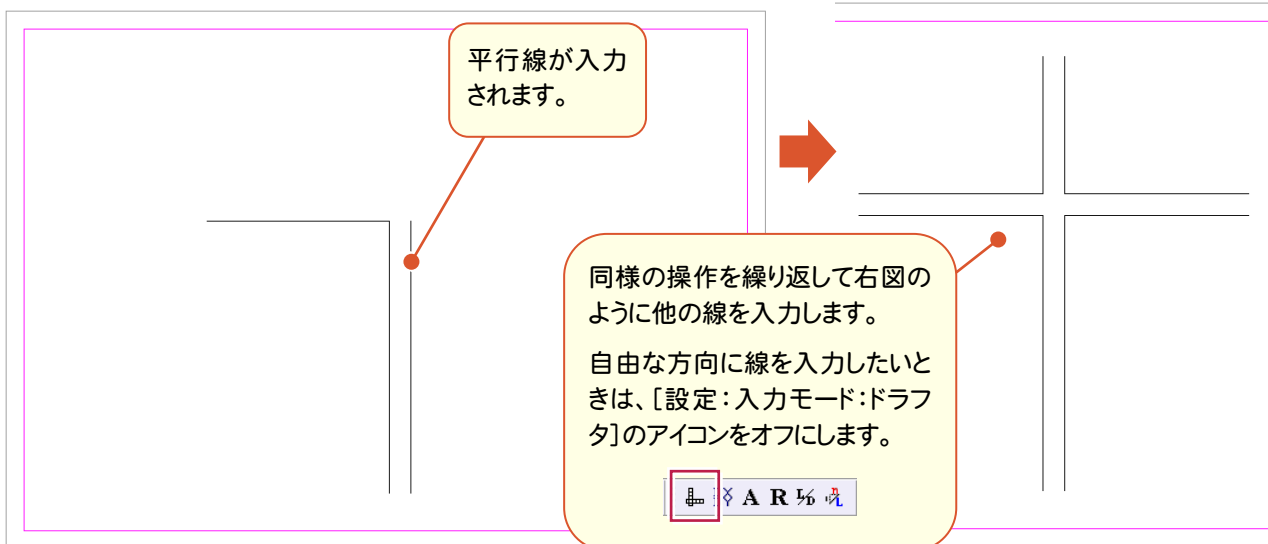 平行線が入力
されます。
同様の操作を繰り返して右図の
ように他の線を入力します。
自由な方向に線を入力したいと
きは、[設定:入力モード:ドラフ
タ]のアイコンをオフにします。
A R L/D